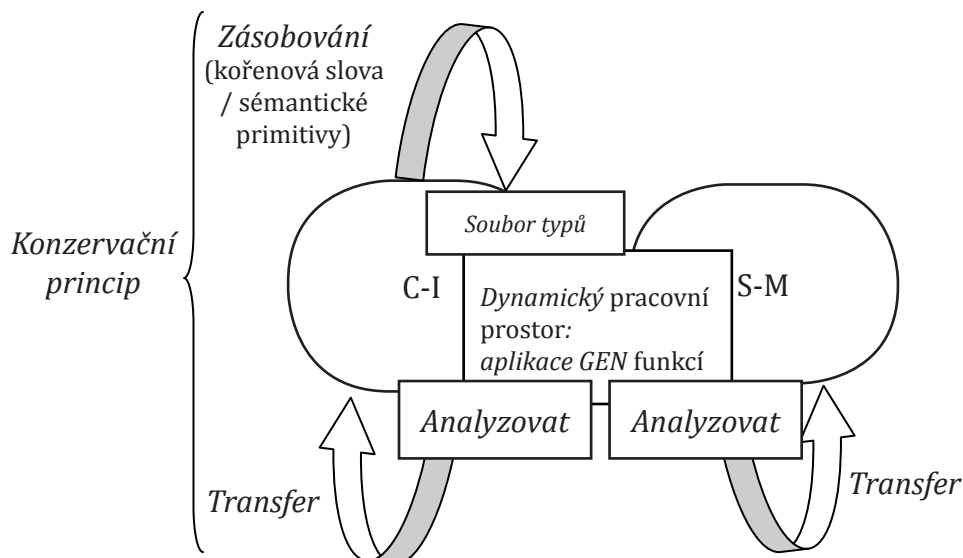 Zásobování
(kořenová slova
/ sémantické
primitivy)
Konzervační
princip
Soubor typů
C-I
S-M
Dynamický pracovní
prostor:
aplikace GEN funkcí
Analyzovat
Analyzovat
Transfer
Transfer